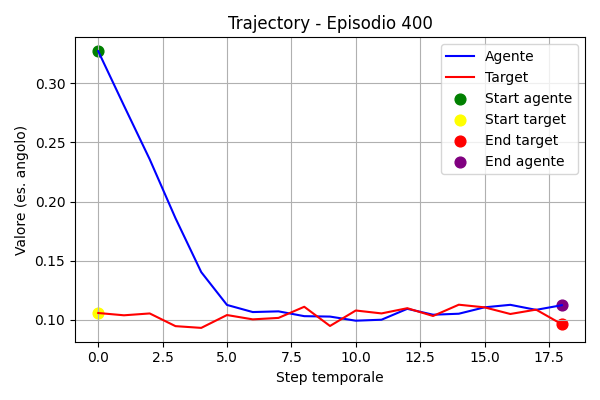 Trajectory - Episodio 400
Valore (es. angolo)
0.30
0.25
0.20
0.15
0.10
Agente
Target
Start agente
Start target
End target
End agente
0.0 2.5 5.0 7.5 10.0 12.5 15.0 17.5
Step temporale